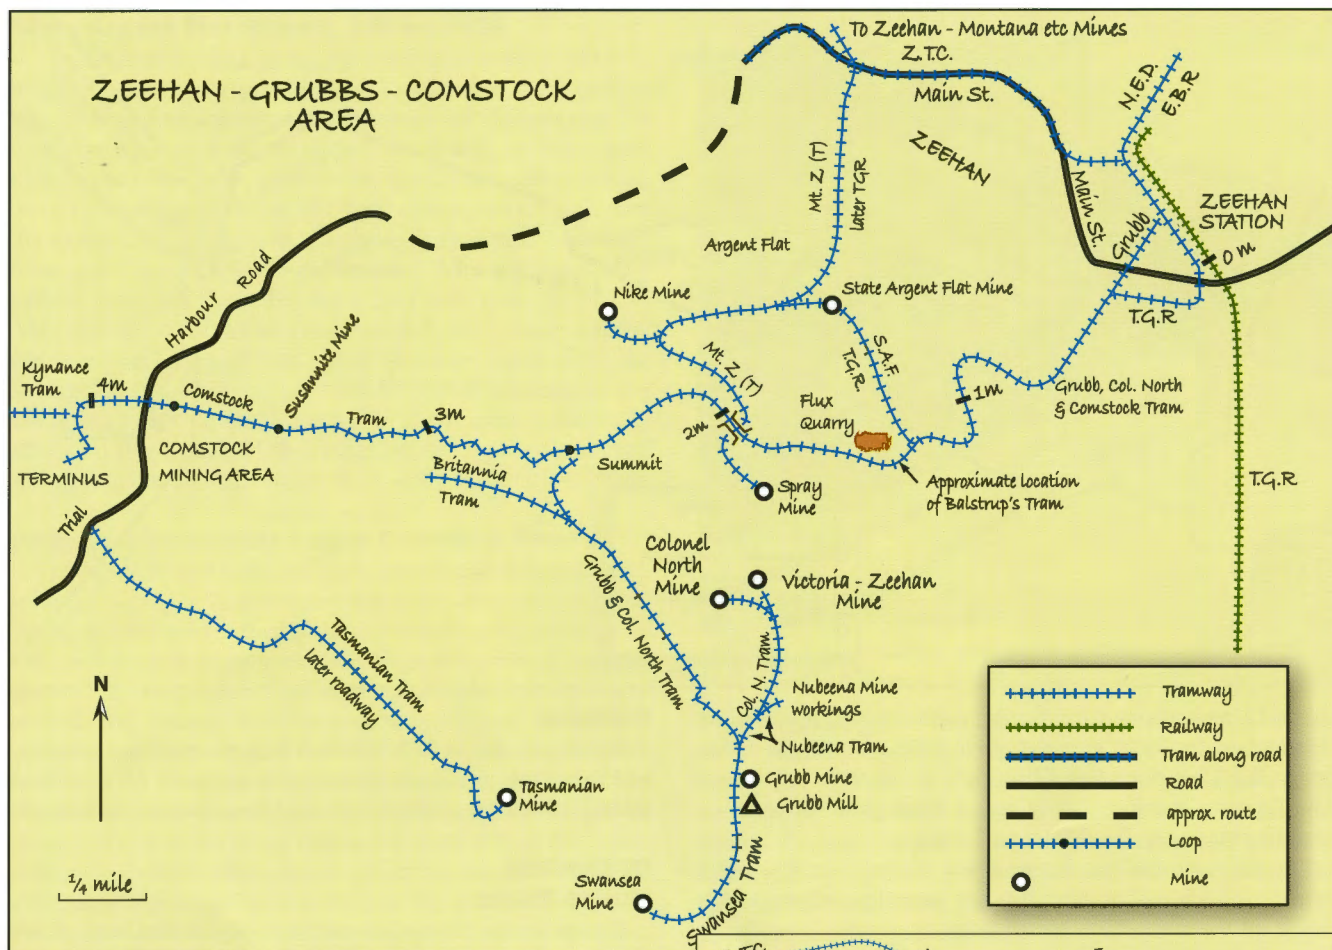 ZEEHAN - GRUBBS - COMSTOCK
AREA
To Zeehan - Montana etc Mines
Z.T.C.
Main St.
N.E.D.
E.B.R
ZEEHAN
Mt. Z (T)
later TGR
Main St.
Grubb
ZEEHAN
STATION
0 m
Argent Flat
Harbour Road
Nike Mine
State Argent Flat Mine
T.G.R
Susannite Mine
Mt. Z (T)
S.A.F.
T.G.R.
Kynance
Tram
4m
Comstock
Tram
3m
2m
Flux
Quarry
1m
Grubb, Col. North
& Comstock Tram
COMSTOCK
MINING AREA
TERMINUS
Britannia
Tram
Summit
Spray
Mine
Approximate location
of Balstrup's Tram
T.G.R
Trial
Colonel
North
Mine
Victoria - Zeehan
Mine
Grubb & Col. North Tram
Tasmanian Tram
later roadway
Col. N. Tram
Nubeena Mine
workings
Nubeena Tram
Grubb Mine
Grubb Mill
Tasmanian
Mine
Swansea Tram
Swansea
Mine
N
1/4 mile
Tramway
Railway
Tram along road
Road
approx. route
Loop
Mine